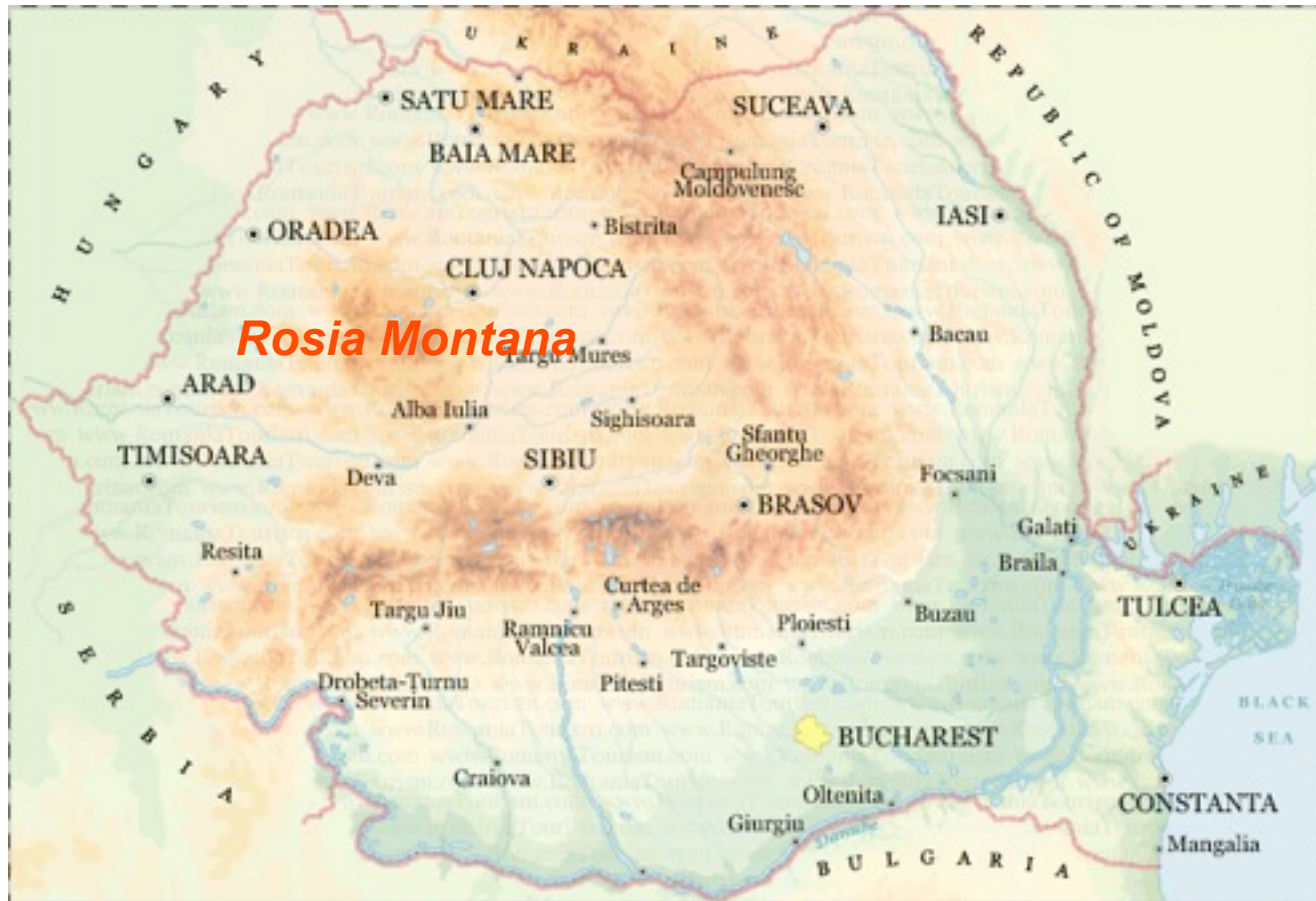 UKRAINE
REPUBLIC OF MOLDOVA
HUNGARY
SATU MARE
SUCEAVA
BAIA MARE
Campulung
Moldovenesc
IASI
ORADEA
Bistrita
CLUJ NAPOCA
Rosia Montana
Bacau
Targu Mures
ARAD
Alba Iulia
Sighisoara
Sfantu
Gheorghe
TIMISOARA
Deva
SIBIU
Focsani
BRASOV
UKRAINE
Galati
Resita
Braila
Curtea de
Arges
TULCEA
Targu Jiu
Ramnicu
Valcea
Ploiesti
Buzau
SERBIA
Targoviste
Pitesti
Drobeta-Turnu
Severin
BLACK
SEA
BUCHAREST
Craiova
Oltenita
CONSTANTA
Giurgiu
Danube
Mangalia
BULGARIA
www.RomaniaTourism.com